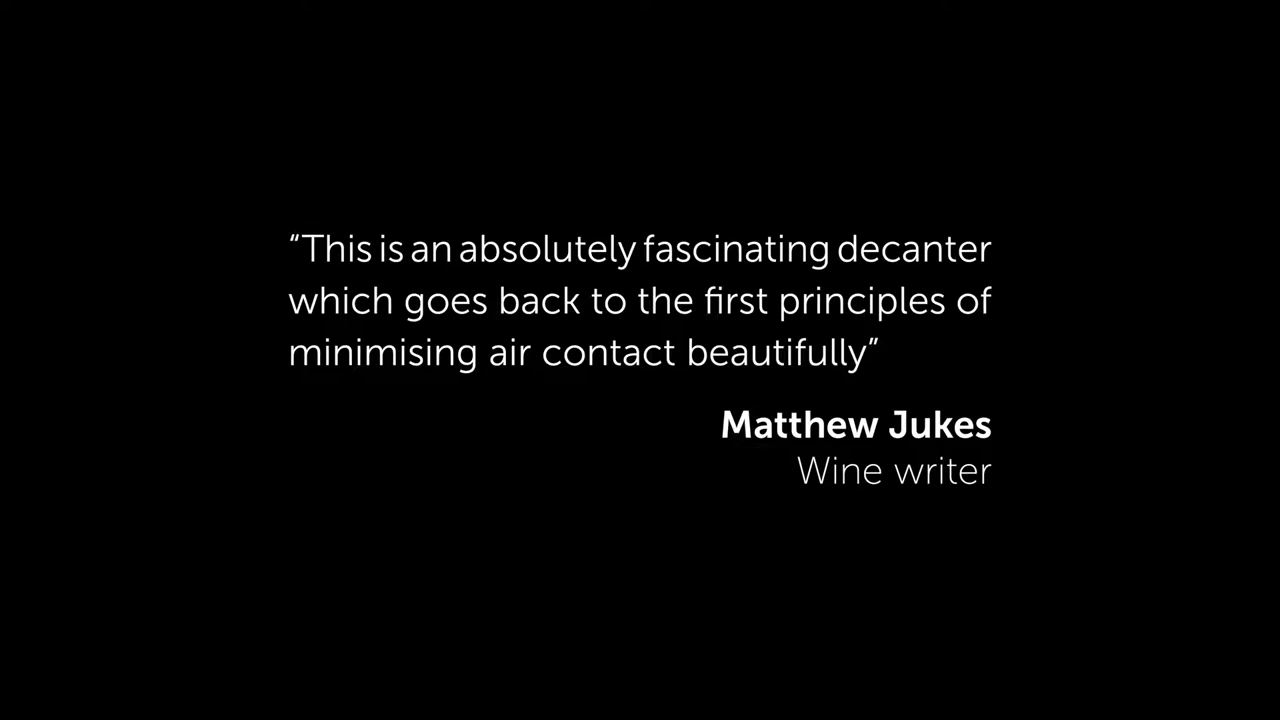 “This is an absolutely fascinating decanter
which goes back to the first principles of
minimising air contact beautifully”
Matthew Jukes
Wine writer